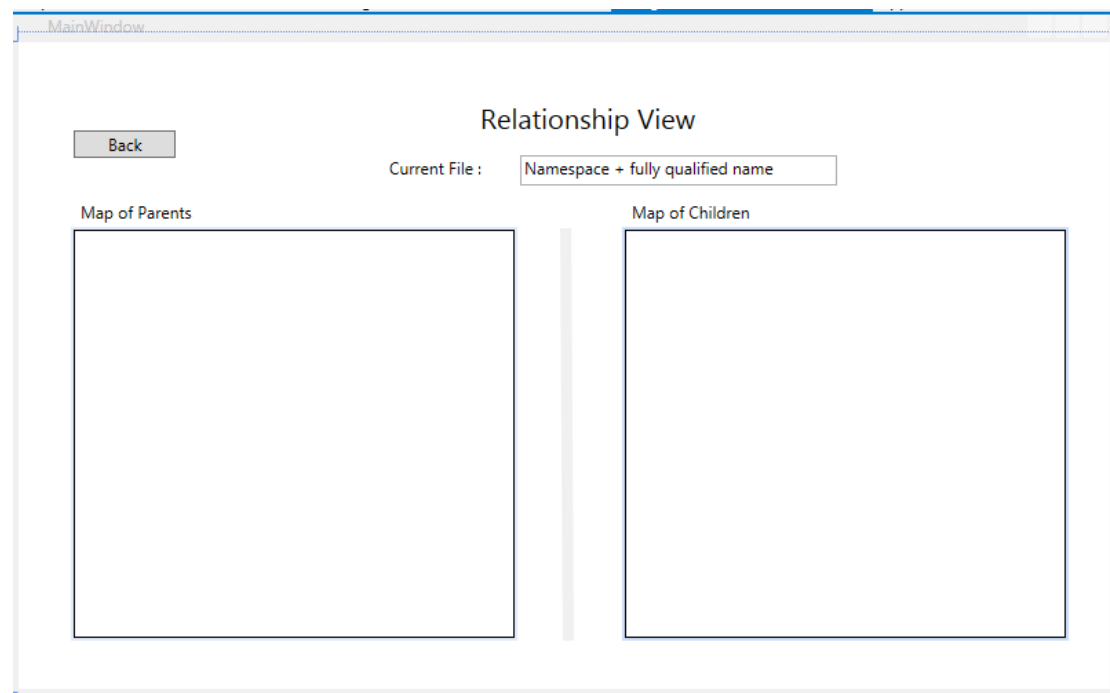 MainWindow
Relationship View
Back
Current File :
Namespace + fully qualified name
Map of Parents
Map of Children